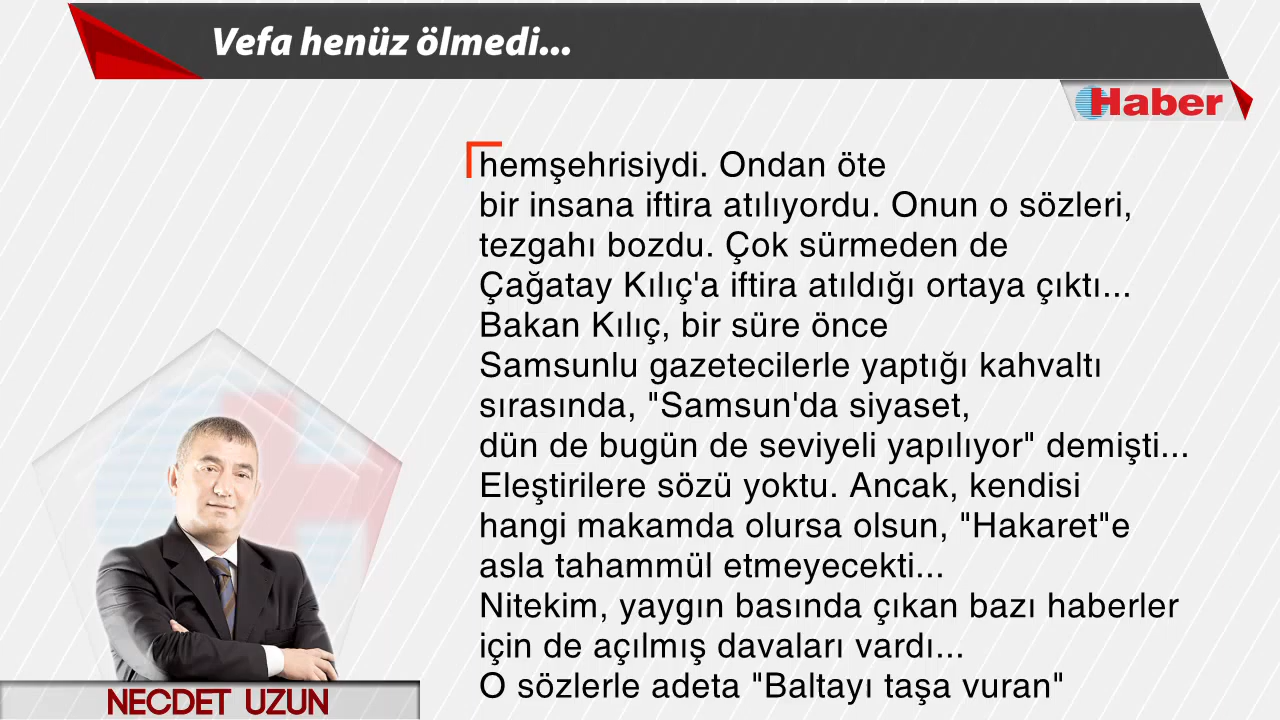 Vefa henüz ölmedi...
Haber
hemşehrisiydi. Ondan öte
bir insana iftira atılıyordu. Onun o sözleri,
tezgahı bozdu. Çok sürmeden de
Çağatay Kılıç'a iftira atıldığı ortaya çıktı...
Bakan Kılıç, bir süre önce
Samsunlu gazetecilerle yaptığı kahvaltı
sırasında, "Samsun'da siyaset,
dün de bugün de seviyeli yapılıyor" demişti...
Eleştirilere sözü yoktu. Ancak, kendisi
hangi makamda olursa olsun, "Hakaret"e
asla tahammül etmeyecekti...
Nitekim, yaygın basında çıkan bazı haberler
için de açılmış davaları vardı...
O sözlerle adeta "Baltayı taşa vuran"
NECDET UZUN